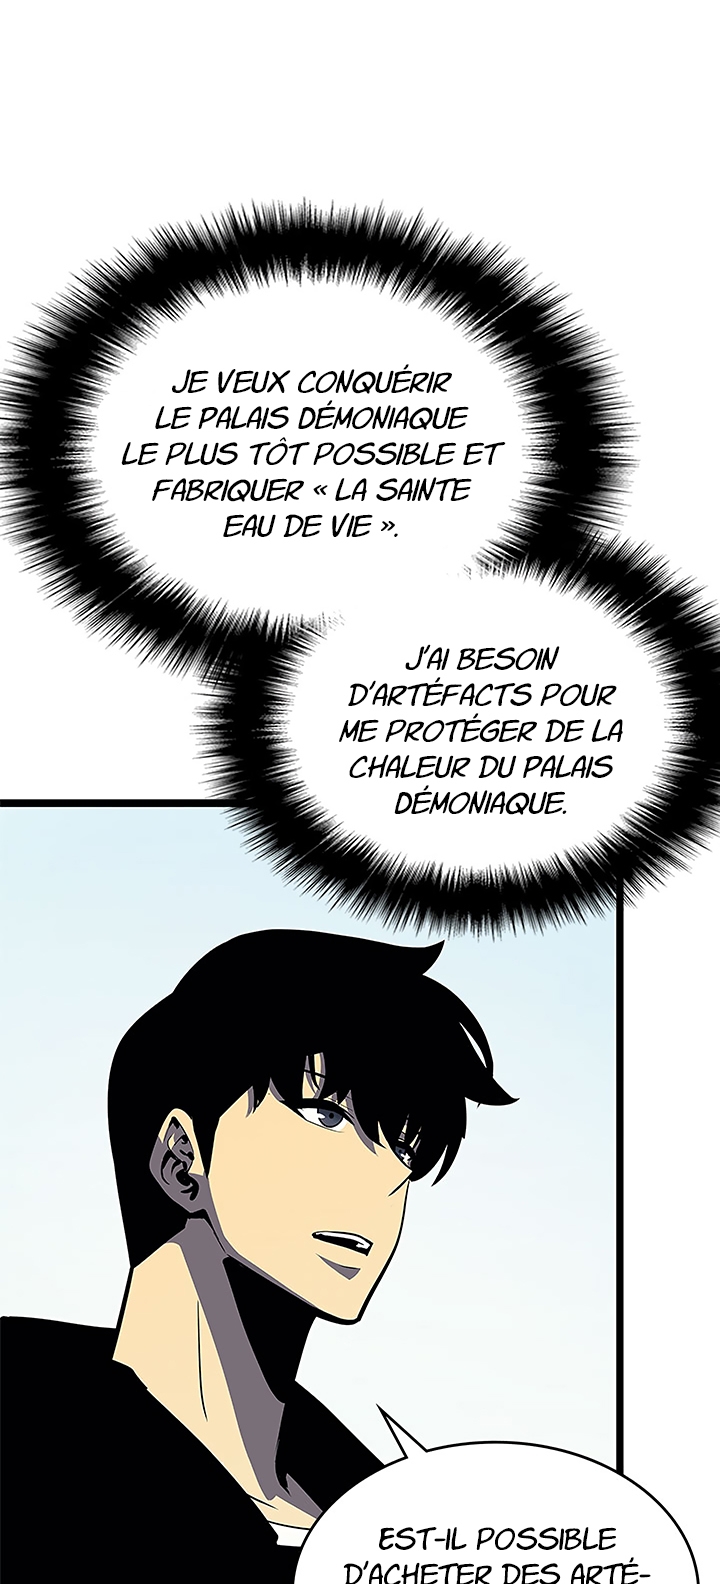 JE VEUX CONQUÉRIR
LE PALAIS DÉMONIAQUE
LE PLUS TÔT POSSIBLE ET
FABRIQUER « LA SAINTE
EAU DE VIE ».
J'AI BESOIN
D'ARTÉFACTS POUR
ME PROTÉGER DE LA
CHALEUR DU PALAIS
DÉMONIAQUE.
EST-IL POSSIBLE
D'ACHETER DES ARTÉ-